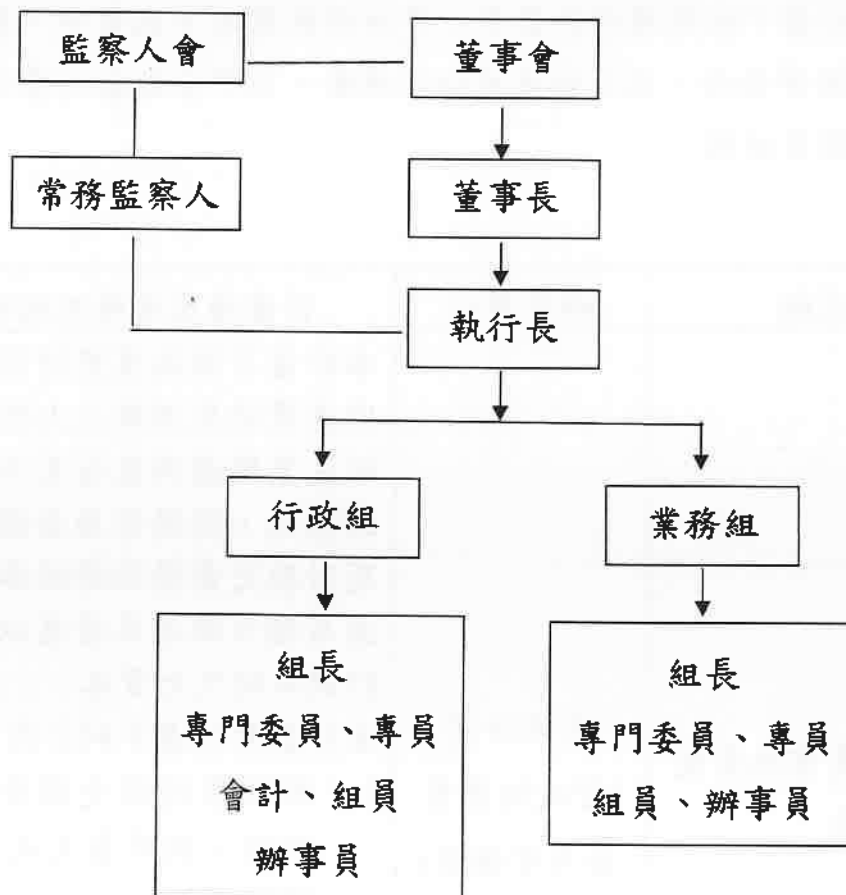 監察人會
董事會
常務監察人
董事長
執行長
行政組
業務組
組長
專門委員、專員
會計、組員
辦事員
組長
專門委員、專員
組員、辦事員